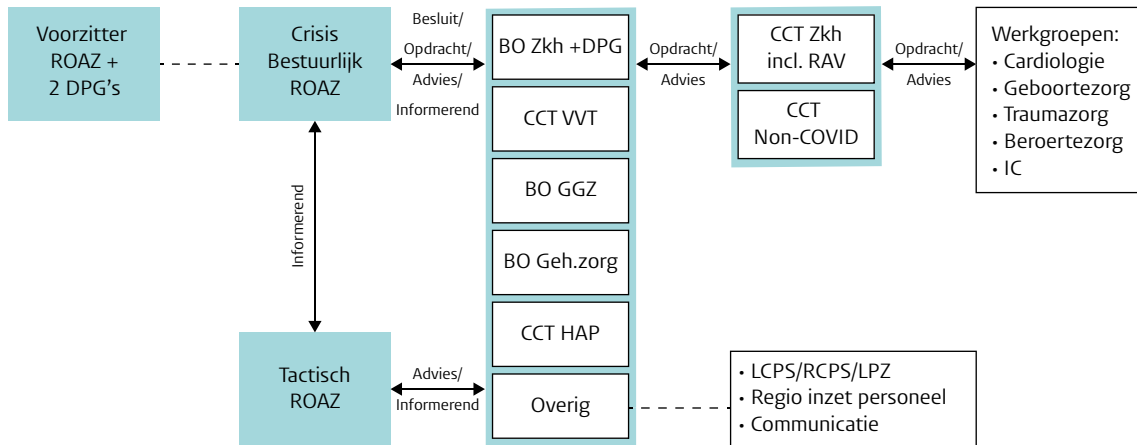 Voorzitter
ROAZ +
2 DPG's
Crisis
Bestuurlijk
ROAZ
Besluit/
Opdracht/
Advies/
Informerend
BO Zkh +DPG
CCT VVT
BO GGZ
BO Geh.zorg
CCT HAP
Overig
Opdracht/
Advies
CCT Zkh
incl. RAV
CCT
Non-COVID
Opdracht/
Advies
Werkgroepen:
• Cardiologie
• Geboortezorg
• Traumazorg
• Beroertezorg
• IC
Informerend
Tactisch
ROAZ
Advies/
Informerend
• LCPS/RCPS/LPZ
• Regio inzet personeel
• Communicatie